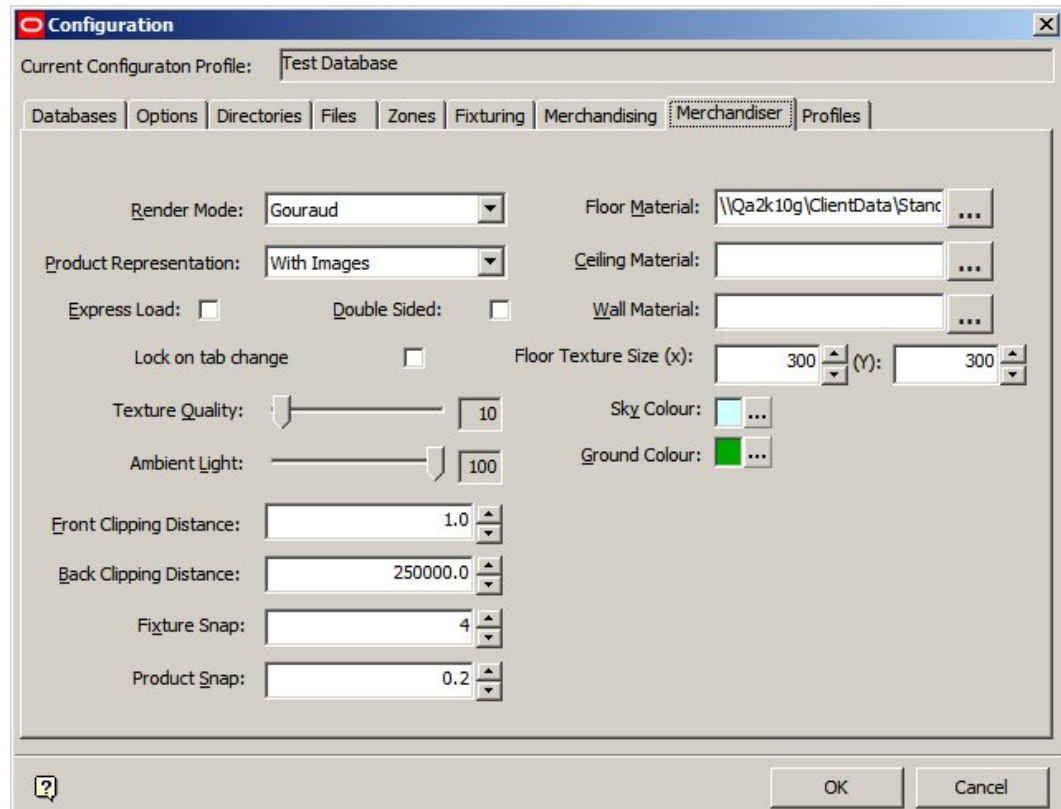 Configuration
Current Configuraton Profile: Test Database
Databases Options Directories Files Zones Fixturing Merchandising Merchandiser Profiles
Render Mode: Gouraud
Floor Material: \\Qa2k10g\ClientData\Stanc ...
Product Representation: With Images
Ceiling Material: ...
Express Load: Double Sided:
Wall Material: ...
Lock on tab change
Floor Texture Size (x): 300 (Y): 300
Texture Quality: 10
Sky Colour: ...
Ambient Light: 100
Ground Colour: ...
Front Clipping Distance: 1.0
Back Clipping Distance: 250000.0
Fixture Snap: 4
Product Snap: 0.2
? OK Cancel